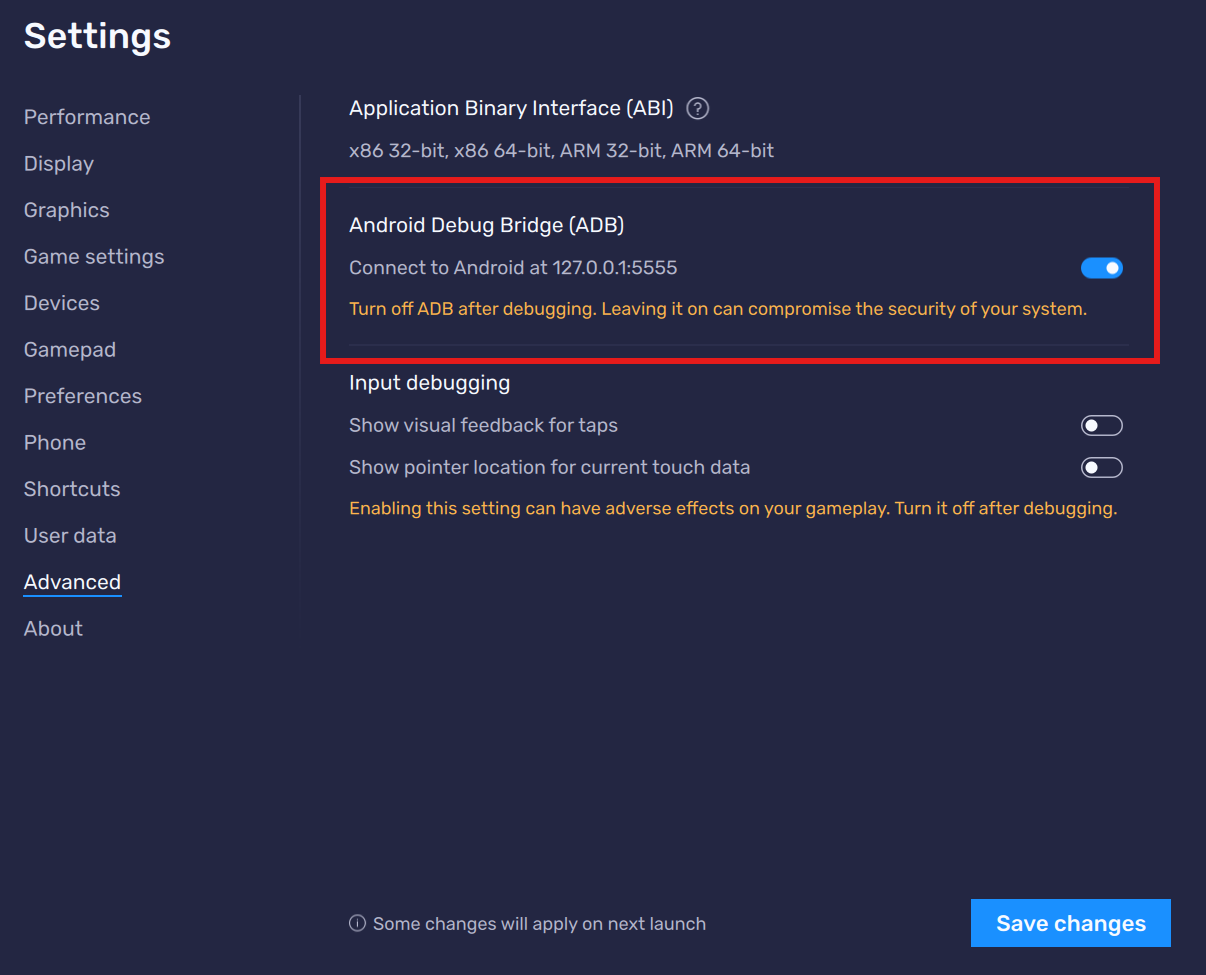 Settings
Performance
Display
Graphics
Game settings
Devices
Gamepad
Preferences
Phone
Shortcuts
User data
Advanced
About
Application Binary Interface (ABI) ?
x86 32-bit, x86 64-bit, ARM 32-bit, ARM 64-bit
Android Debug Bridge (ADB)
Connect to Android at 127.0.0.1:5555
Turn off ADB after debugging. Leaving it on can compromise the security of your system.
Input debugging
Show visual feedback for taps
Show pointer location for current touch data
Enabling this setting can have adverse effects on your gameplay. Turn it off after debugging.
Some changes will apply on next launch
Save changes